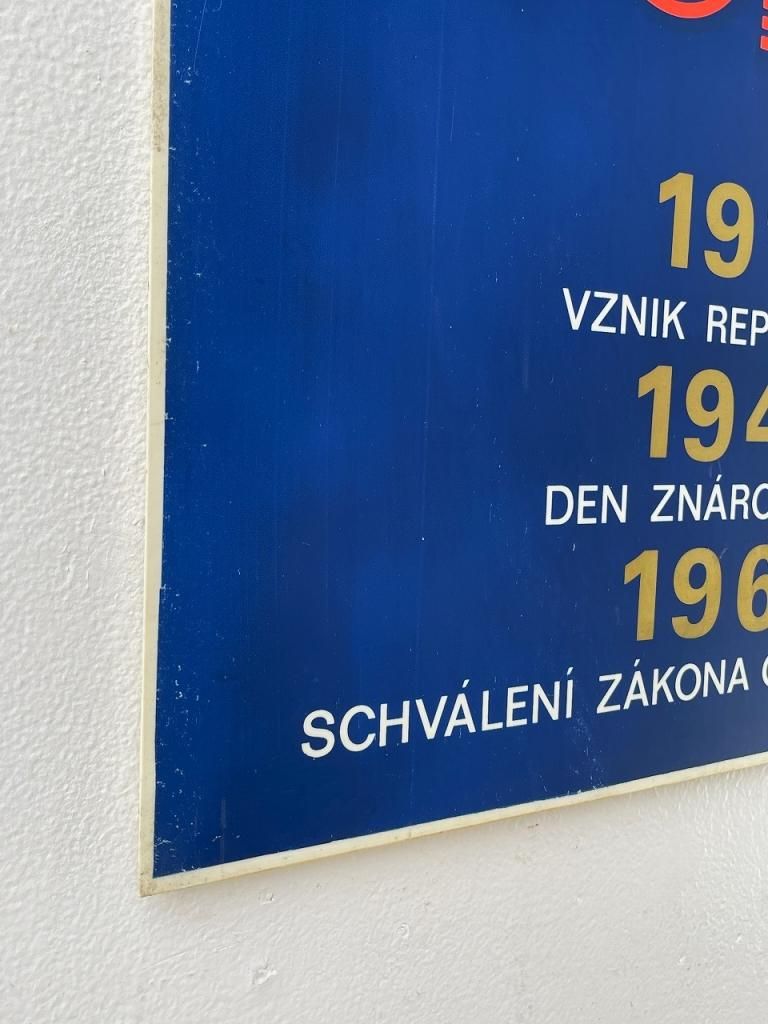 19
VZNIK REP
194
DEN ZNÁRO
196
SCHVÁLENÍ ZÁKONA